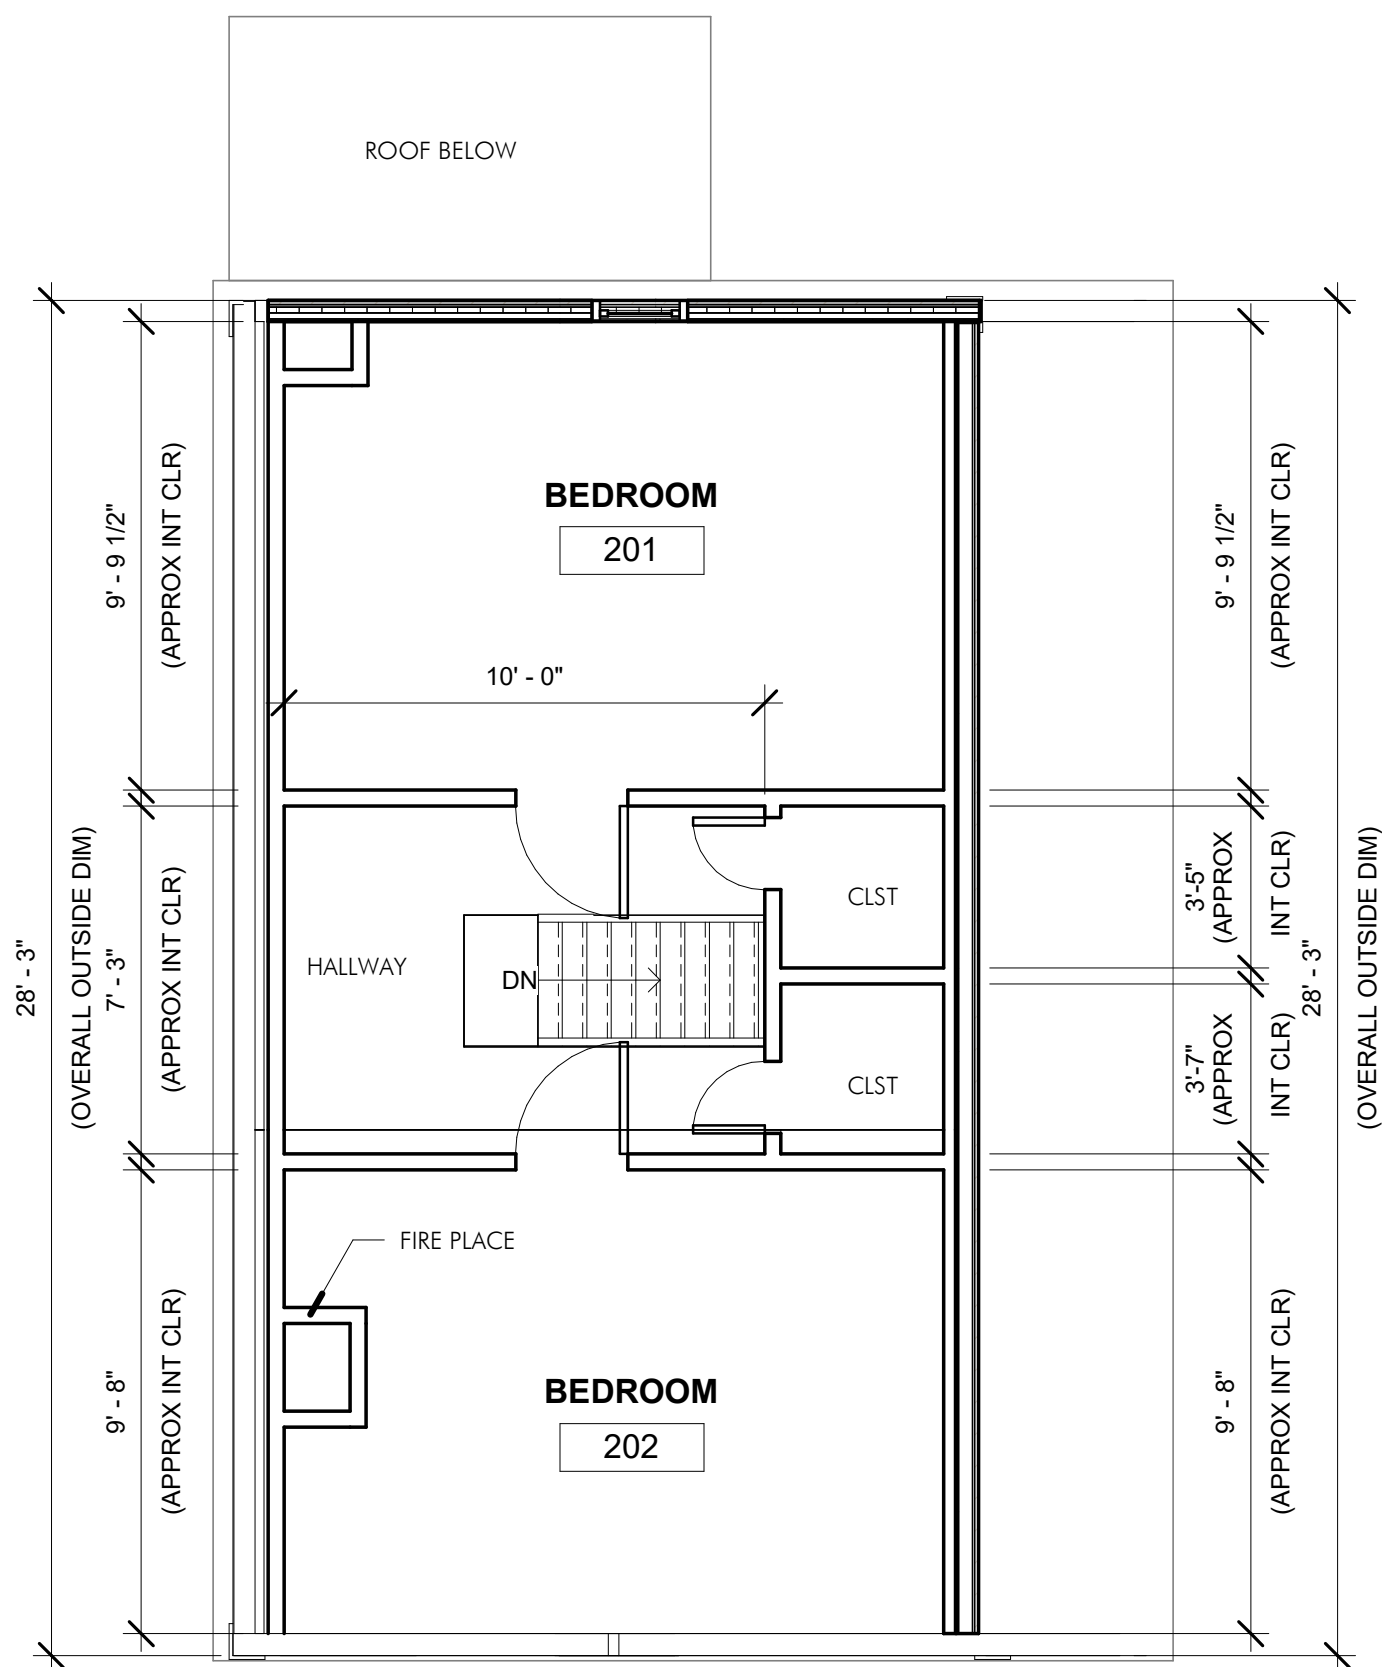 ROOF BELOW
BEDROOM
201
9' - 9 1/2"
(APPROX INT CLR)
9' - 9 1/2"
(APPROX INT CLR)
10' - 0"
28' - 3"
(OVERALL OUTSIDE DIM)
7' - 3"
(APPROX INT CLR)
HALLWAY
DN
CLST
CLST
3'-5"
(APPROX
INT CLR)
3'-7"
(APPROX
INT CLR)
28' - 3"
(OVERALL OUTSIDE DIM)
FIRE PLACE
9' - 8"
(APPROX INT CLR)
BEDROOM
202
9' - 8"
(APPROX INT CLR)